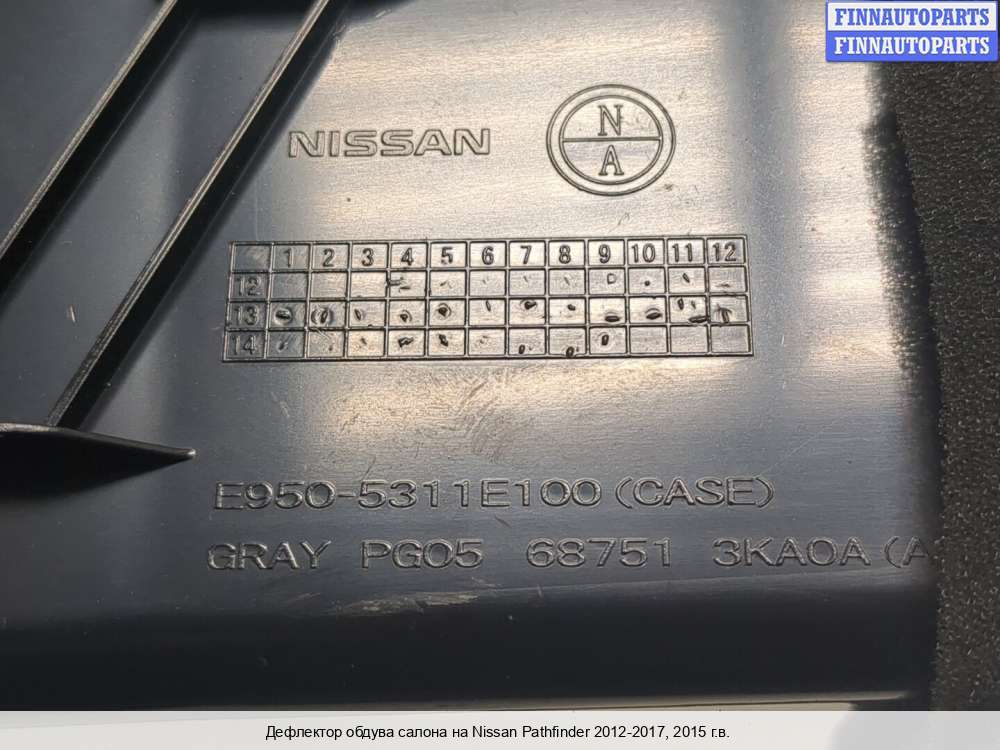 FINNAUTOPARTS
FINNAUTOPARTS
NISSAN
N
A
1 2 3 4 5 6 7 8 9 10 11 12
12
13
14
E950-5311E100 (CASE)
GRAY PG05 68751 3KA0A (A
Дефлектор обдува салона на Nissan Pathfinder 2012-2017, 2015 г.в.